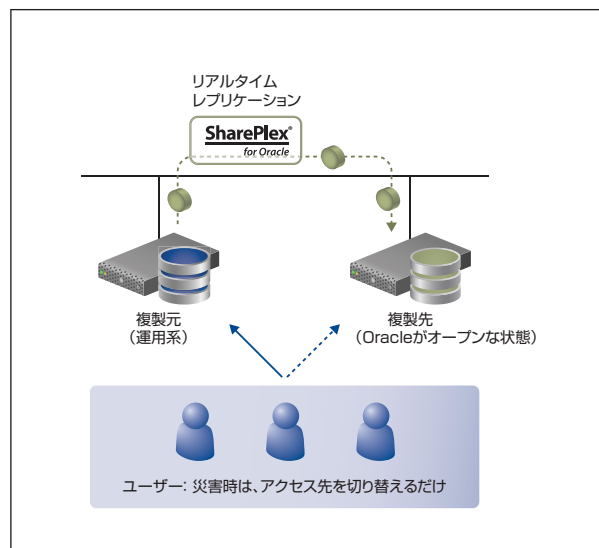 リアルタイム
レプリケーション
SharePlex®
for Oracle
複製元
（運用系）
複製先
（Oracleがオープンな状態）
ユーザー：災害時は、アクセス先を切り替えるだけ